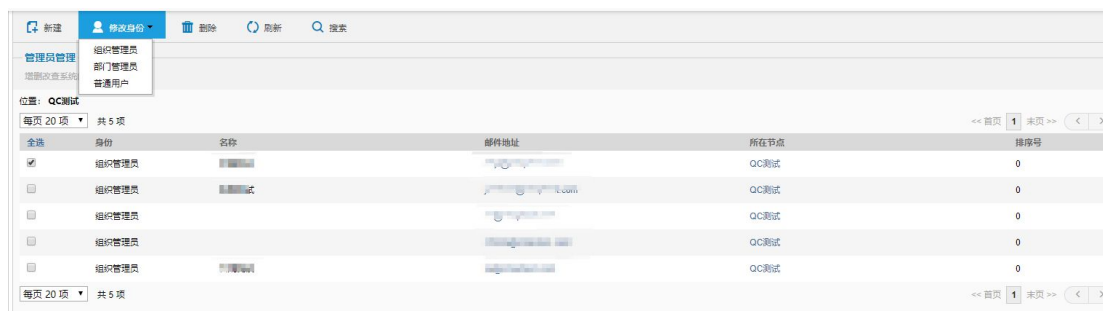 新建 修改身份 删除 刷新 搜索
组织管理员
部门管理员
普通用户
管理员管理
增删改查系统
位置： QC测试
每页 20 项 共 5 项 << 首页 1 末页 >>
全选 身份 名称 邮件地址 所在节点 排序号
组织管理员 QC测试 0
组织管理员 试 .com QC测试 0
组织管理员 QC测试 0
组织管理员 QC测试 0
组织管理员 QC测试 0
每页 20 项 共 5 项 << 首页 1 末页 >>